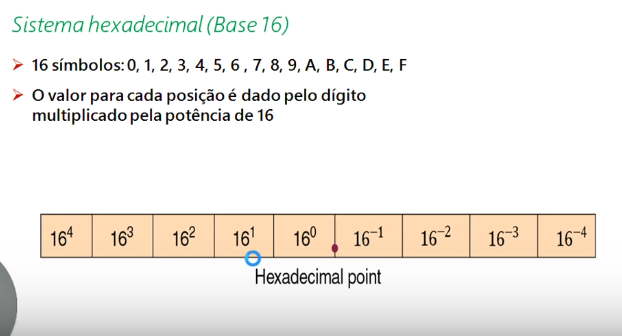 Sistema hexadecimal (Base 16)
16 símbolos: 0, 1, 2, 3, 4, 5, 6 , 7, 8, 9, A, B, C, D, E, F
O valor para cada posição é dado pelo dígito
multiplicado pela potência de 16
16⁴ 16³ 16² 16¹ 16⁰ 16⁻¹ 16⁻² 16⁻³ 16⁻⁴
Hexadecimal point